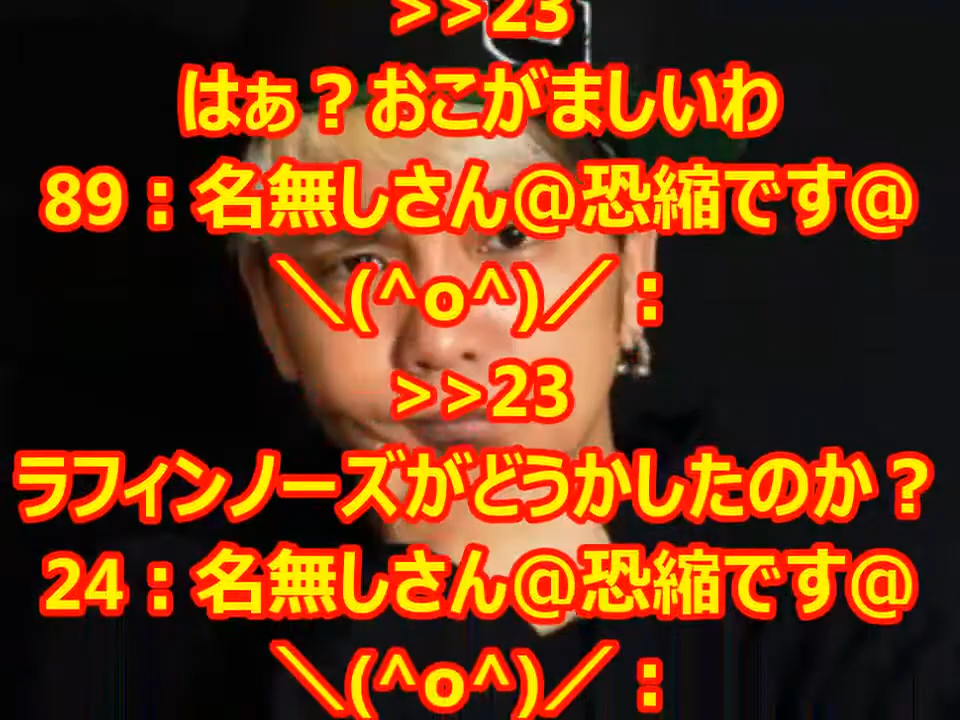 >>23
はぁ？おこがましいわ
89：名無しさん@恐縮です@
＼(^o^)／：
>>23
ラフィンノーズがどうかしたのか？
24：名無しさん@恐縮です@
＼(^o^)／：